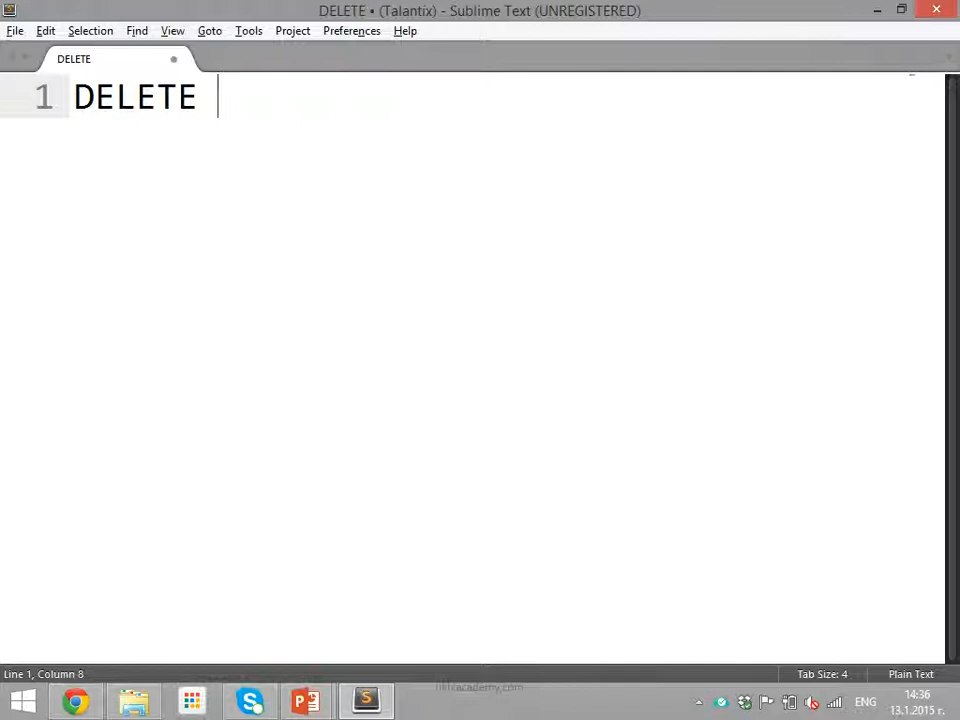 DELETE • (Talantix) - Sublime Text (UNREGISTERED)
File Edit Selection Find View Goto Tools Project Preferences Help
DELETE
1 DELETE
Line 1, Column 8 Tab Size: 4 Plain Text
ENG
14:36
13.1.2015 г.